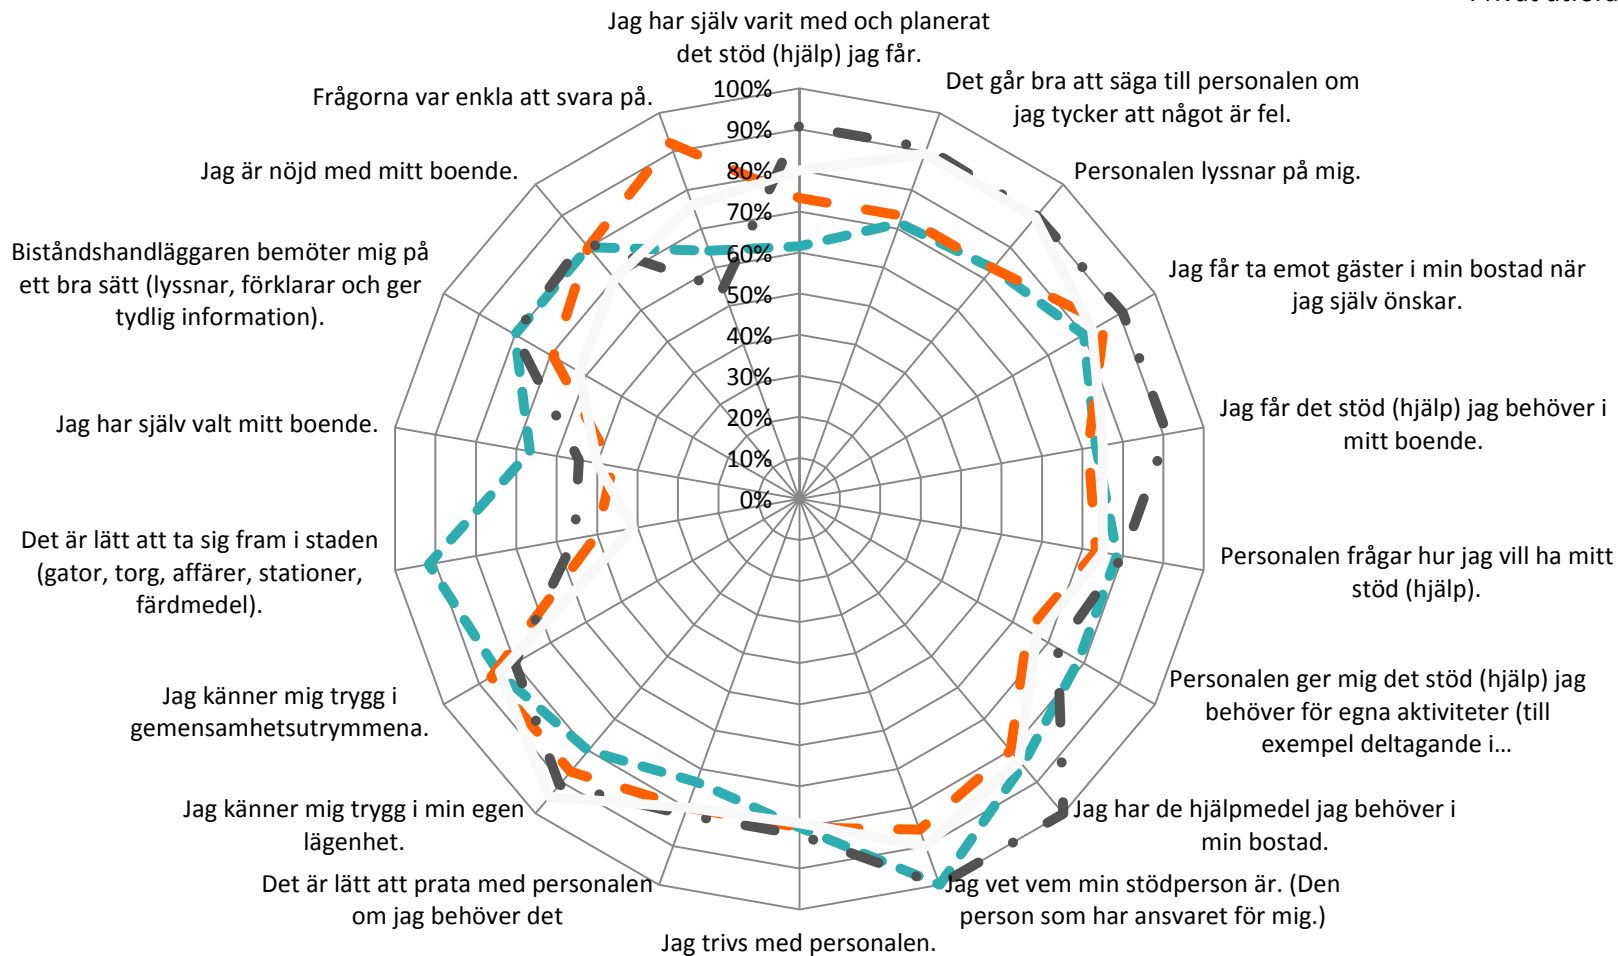 Privat utförd
Jag har själv varit med och planerat
det stöd (hjälp) jag får.
Det går bra att säga till personalen om
jag tycker att något är fel.
Personalen lyssnar på mig.
Jag får ta emot gäster i min bostad när
jag själv önskar.
Jag får det stöd (hjälp) jag behöver i
mitt boende.
Personalen frågar hur jag vill ha mitt
stöd (hjälp).
Personalen ger mig det stöd (hjälp) jag
behöver för egna aktiviteter (till
exempel deltagande i...
Jag har de hjälpmedel jag behöver i
min bostad.
Jag vet vem min stödperson är. (Den
person som har ansvaret för mig.)
Jag trivs med personalen.
Det är lätt att prata med personalen
om jag behöver det
Jag känner mig trygg i min egen
lägenhet.
Jag känner mig trygg i
gemensamhetsutrymmena.
Det är lätt att ta sig fram i staden
(gator, torg, affärer, stationer,
färdmedel).
Jag har själv valt mitt boende.
Biståndshandläggaren bemöter mig på
ett bra sätt (lyssnar, förklarar och ger
tydlig information).
Jag är nöjd med mitt boende.
Frågorna var enkla att svara på.
100%
90%
80%
70%
60%
50%
40%
30%
20%
10%
0%